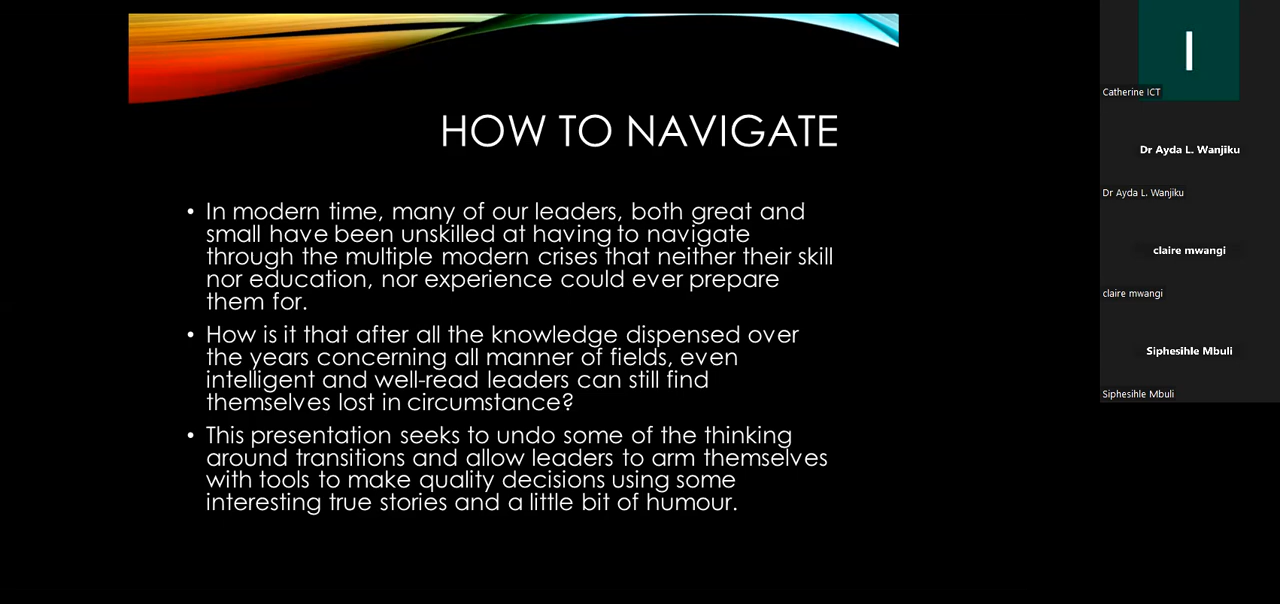 HOW TO NAVIGATE
• In modern time, many of our leaders, both great and
small have been unskilled at having to navigate
through the multiple modern crises that neither their skill
nor education, nor experience could ever prepare
them for.
• How is it that after all the knowledge dispensed over
the years concerning all manner of fields, even
intelligent and well-read leaders can still find
themselves lost in circumstance?
• This presentation seeks to undo some of the thinking
around transitions and allow leaders to arm themselves
with tools to make quality decisions using some
interesting true stories and a little bit of humour.
I
Catherine ICT
Dr Ayda L. Wanjiku
Dr Ayda L. Wanjiku
claire mwangi
claire mwangi
Siphesihle Mbuli
Siphesihle Mbuli